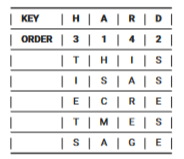 | KEY | H | A | R | D |
| ORDER | 3 | 1 | 4 | 2 |
| | T | H | I | S |
| | I | S | A | S |
| | E | C | R | E |
| | T | M | E | S |
| | S | A | G | E |